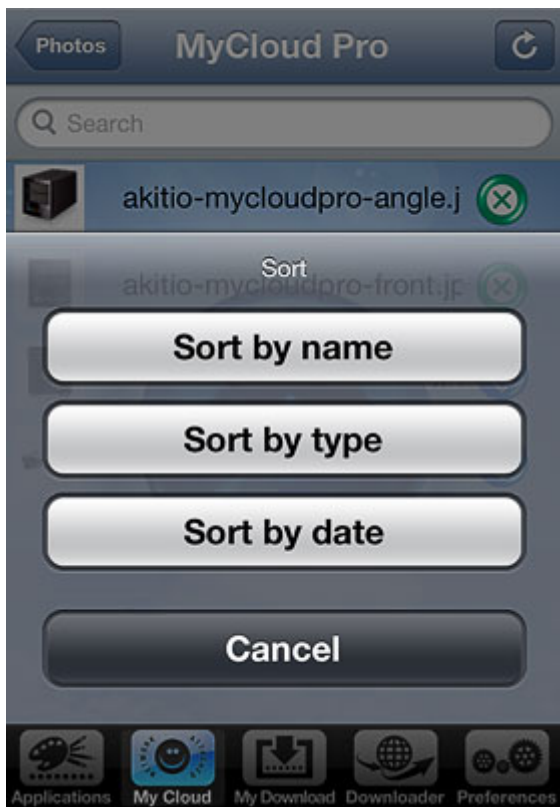 Photos MyCloud Pro
Search
akitio-mycloudpro-angle.j
Sort
akitio-mycloudpro-front.jp
Sort by name
Sort by type
Sort by date
Cancel
Applications My Cloud My Download Downloader Preferences